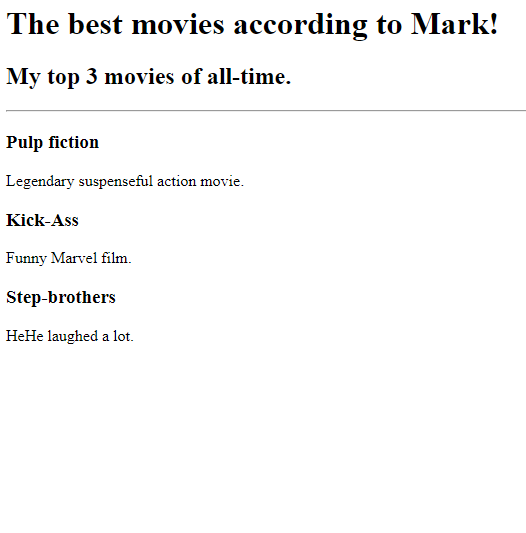 The best movies according to Mark!
My top 3 movies of all-time.
Pulp fiction
Legendary suspenseful action movie.
Kick-Ass
Funny Marvel film.
Step-brothers
HeHe laughed a lot.